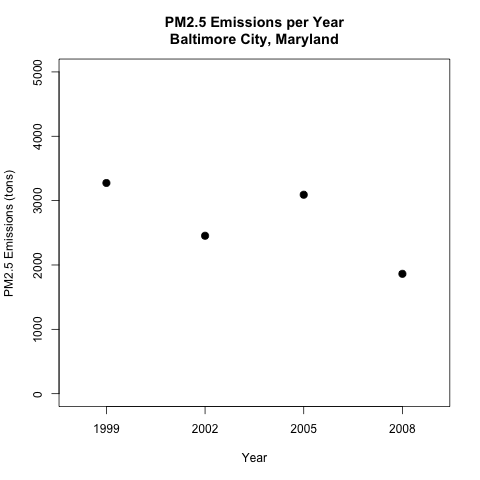 PM2.5 Emissions per Year
Baltimore City, Maryland
PM2.5 Emissions (tons)
5000
4000
3000
2000
1000
0
1999 2002 2005 2008
Year